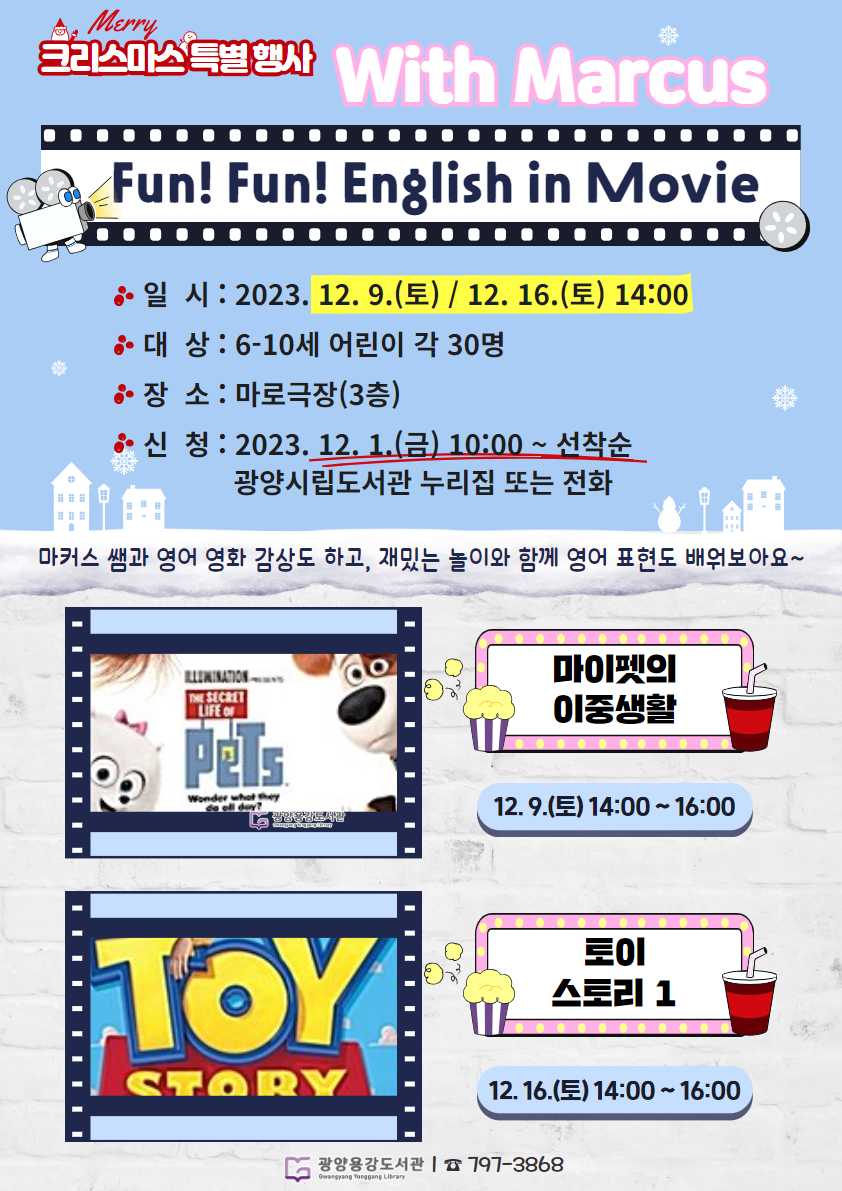 Merry
크리스마스 특별 행사
With Marcus
Fun! Fun! English in Movie
일 시 : 2023. 12. 9.(토) / 12. 16.(토) 14:00
대 상 : 6-10세 어린이 각 30명
장 소 : 마로극장(3층)
신 청 : 2023. 12. 1.(금) 10:00 ~ 선착순
광양시립도서관 누리집 또는 전화
마커스 쌤과 영어 영화 감상도 하고, 재밌는 놀이와 함께 영어 표현도 배워보아요~
ILLUMINATION PRESENTS
THE SECRET
LIFE OF
PETS
Wonder what they
do all day?
광양용강도서관
Gwangyang Yonggang Library
마이펫의
이중생활
12. 9.(토) 14:00 ~ 16:00
TOY
STORY
토이
스토리 1
12. 16.(토) 14:00 ~ 16:00
광양용강도서관 | ☎ 797-3868
Gwangyang Yonggang Library